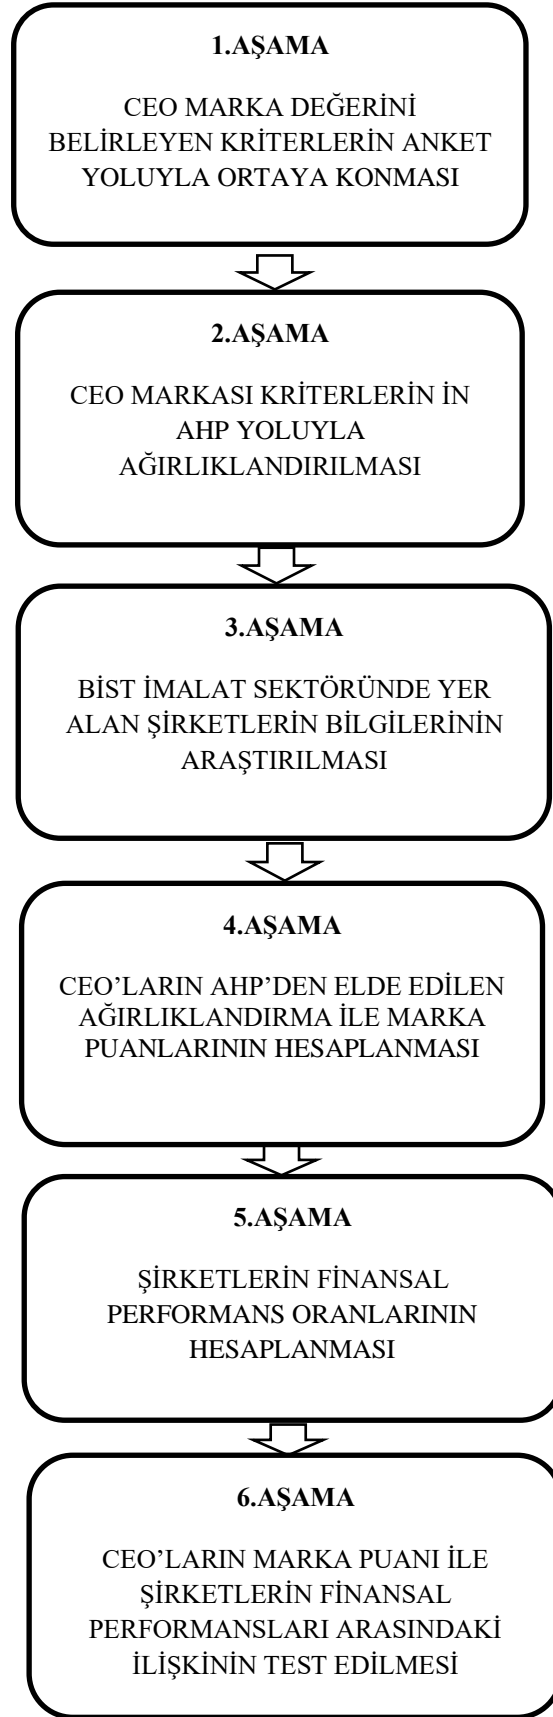 1.AŞAMA
CEO MARKA DEĞERİNİ
BELİRLEYEN KRİTERLERİN ANKET
YOLUYLA ORTAYA KONMASI
2.AŞAMA
CEO MARKASI KRİTERLERİN İN
AHP YOLUYLA
AĞIRLIKLANDIRILMASI
3.AŞAMA
BİST İMALAT SEKTÖRÜNDE YER
ALAN ŞİRKETLERİN BİLGİLERİNİN
ARAŞTIRILMASI
4.AŞAMA
CEO’LARIN AHP’DEN ELDE EDİLEN
AĞIRLIKLANDIRMA İLE MARKA
PUANLARININ HESAPLANMASI
5.AŞAMA
ŞİRKETLERİN FİNANSAL
PERFORMANS ORANLARININ
HESAPLANMASI
6.AŞAMA
CEO’LARIN MARKA PUANI İLE
ŞİRKETLERİN FİNANSAL
PERFORMANSLARI ARASINDAKİ
İLİŞKİNİN TEST EDİLMESİ